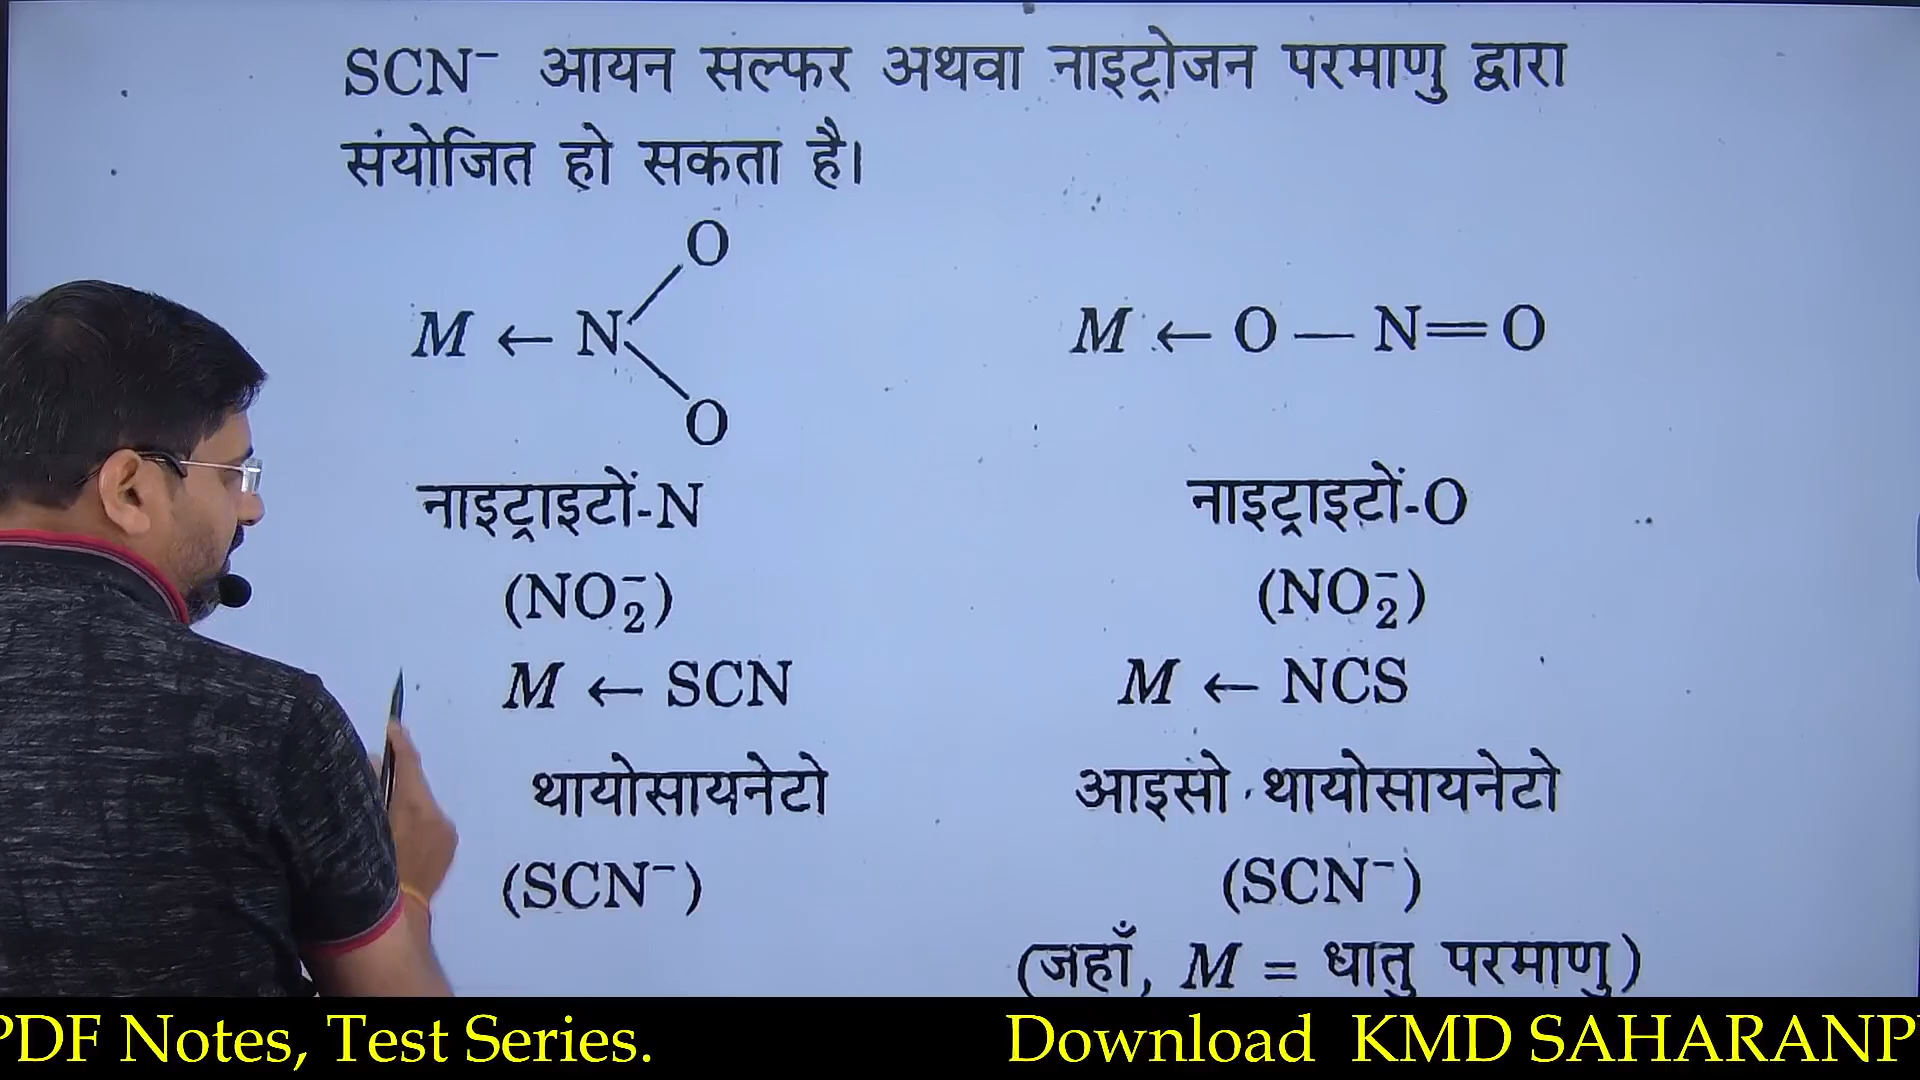 SCN⁻ आयन सल्फर अथवा नाइट्रोजन परमाणु द्वारा
संयोजित हो सकता है।
O
M ← N
O
M ← O — N = O
नाइट्राइटों-N
नाइट्राइटों-O
(NO₂⁻)
(NO₂⁻)
M ← SCN
M ← NCS
थायोसायनेटो
आइसो थायोसायनेटो
(SCN⁻)
(SCN⁻)
(जहाँ, M = धातु परमाणु)
PDF Notes, Test Series. Download KMD SAHARANP